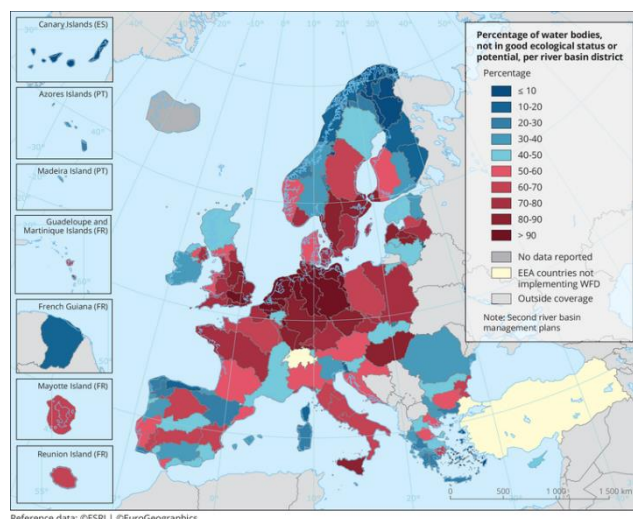 Canary Islands (ES)
Azores Islands (PT)
Madeira Island (PT)
Guadeloupe and
Martinique Islands (FR)
French Guiana (FR)
Mayotte Island (FR)
Reunion Island (FR)
Percentage of water bodies,
not in good ecological status or
potential, per river basin district
Percentage
≤ 10
10-20
20-30
30-40
40-50
50-60
60-70
70-80
80-90
> 90
No data reported
EEA countries not
implementing WFD
Outside coverage
Note: Second river basin
management plans
0 500 1 000 1 500 km
Reference data: ©ESRI | ©EuroGeographics